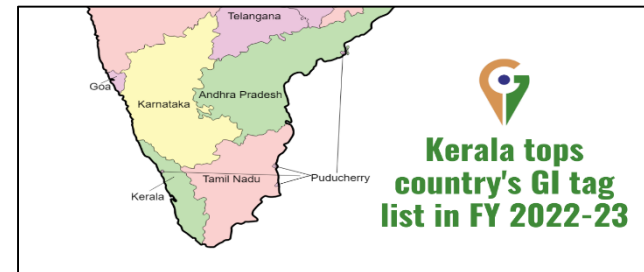 Telangana
Goa
Karnataka
Andhra Pradesh
Tamil Nadu
Puducherry
Kerala
Kerala tops
country's GI tag
list in FY 2022-23